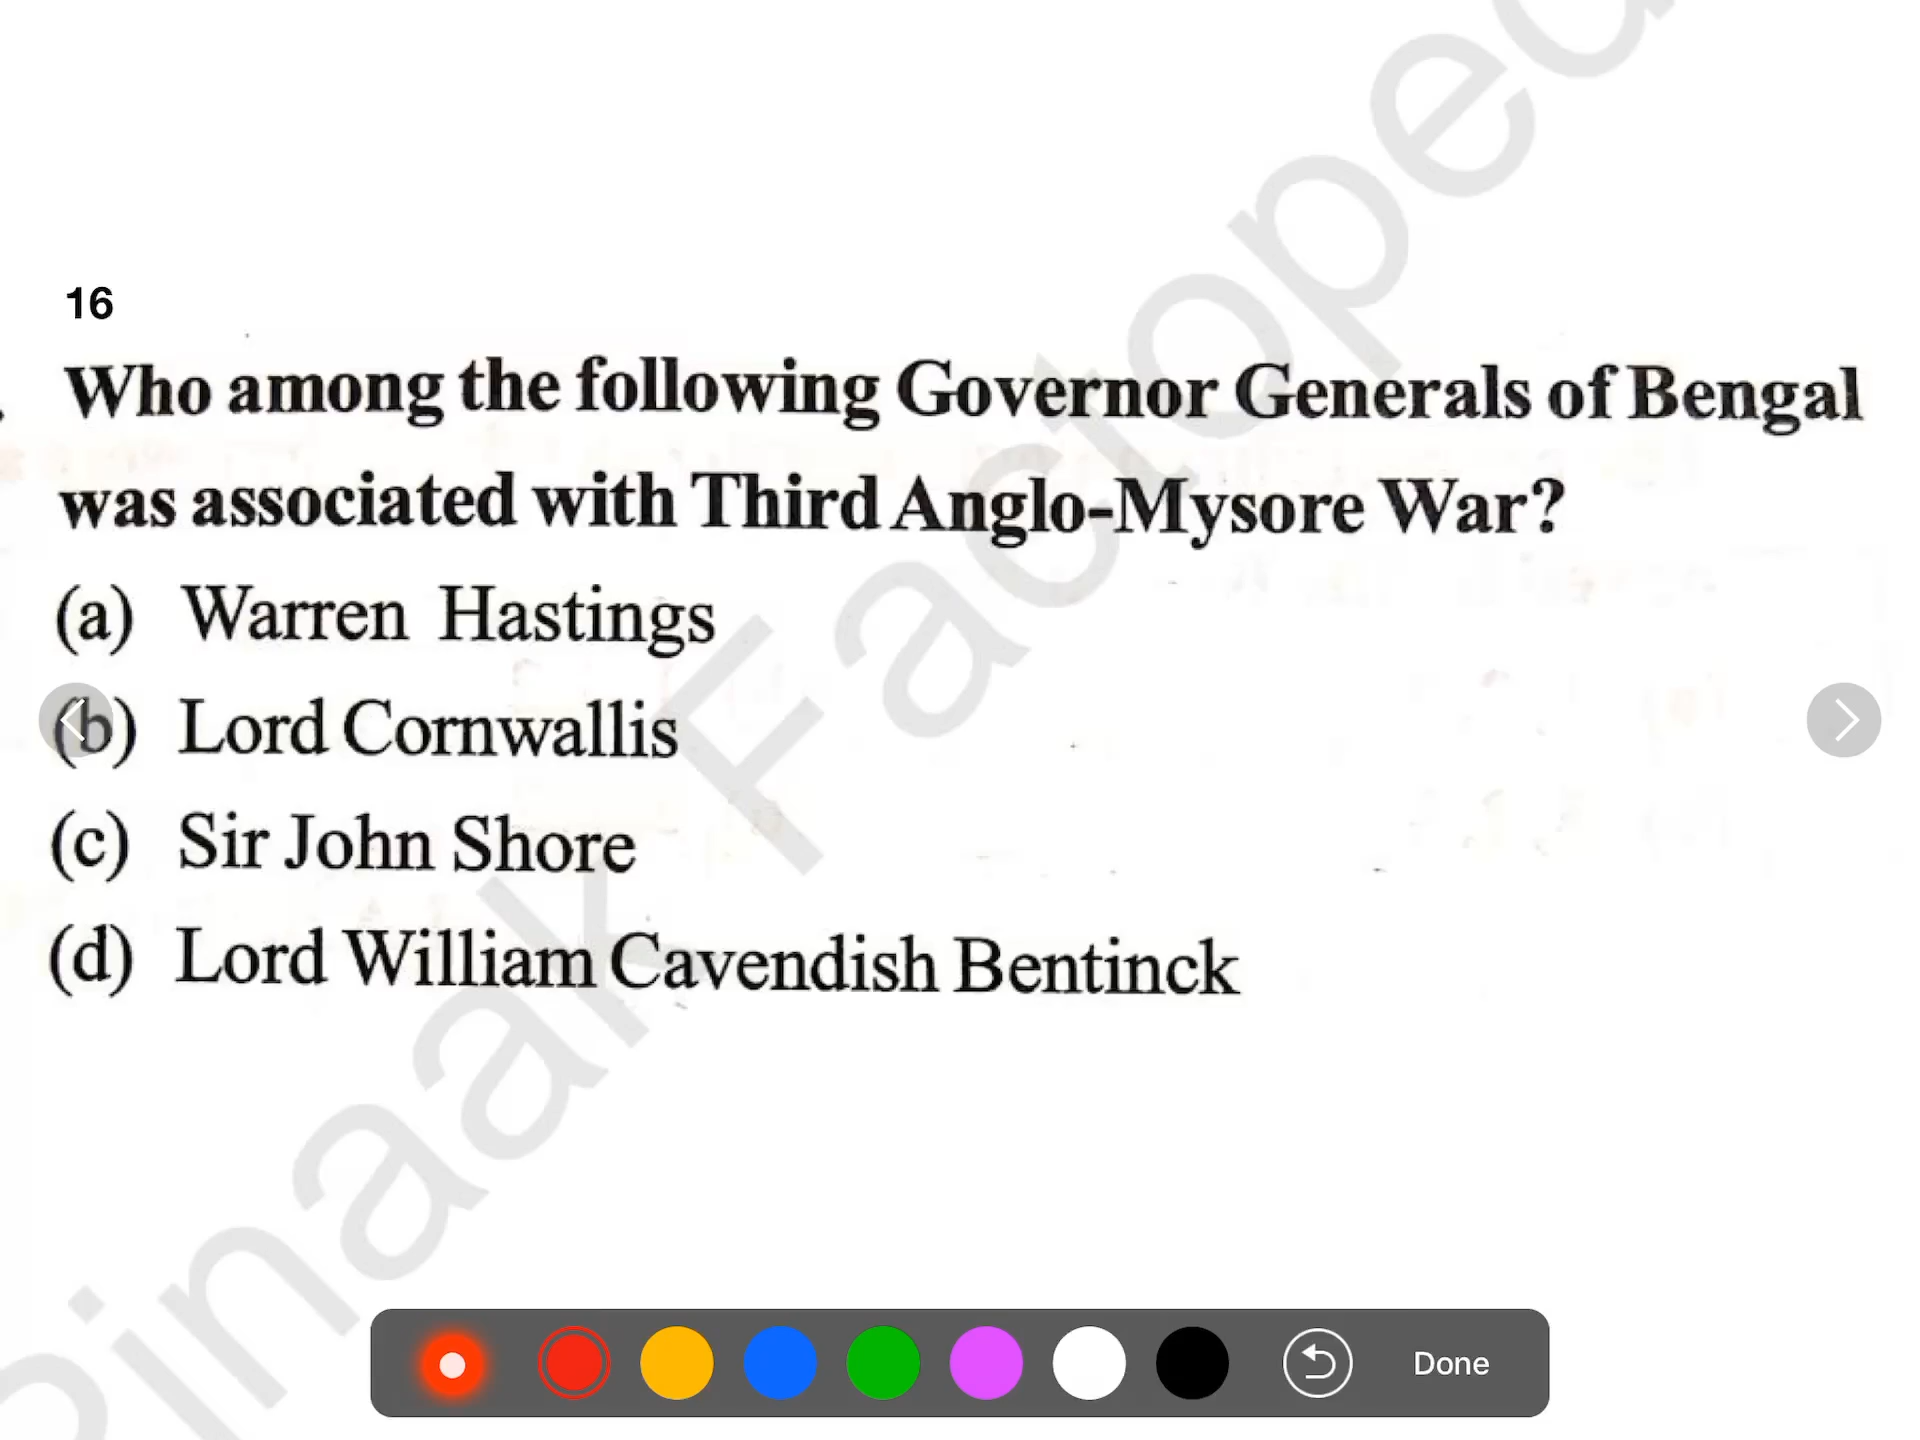 16
Who among the following Governor Generals of Bengal
was associated with Third Anglo-Mysore War?
(a) Warren Hastings
(b) Lord Cornwallis
(c) Sir John Shore
(d) Lord William Cavendish Bentinck
Pinaak Factoped
Done